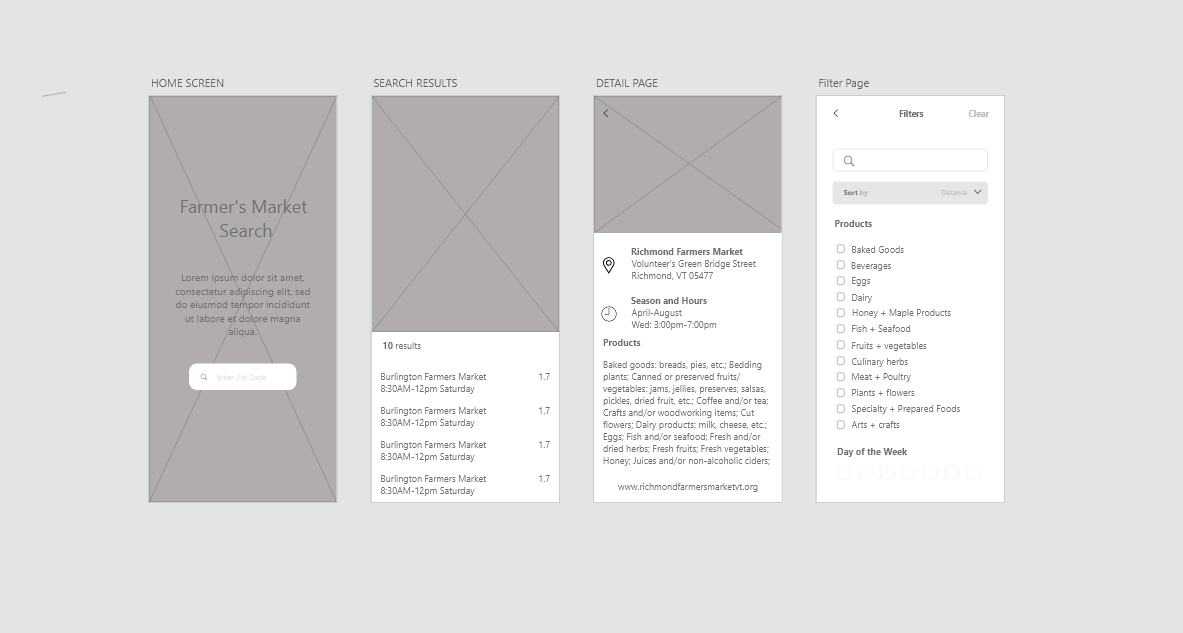 HOME SCREEN
Farmer's Market
Search
Lorem ipsum dolor sit amet,
consectetur adipiscing elit, sed
do eiusmod tempor incididunt
ut labore et dolore magna
aliqua.
Enter Zip Code
SEARCH RESULTS
10 results
Burlington Farmers Market 1.7
8:30AM-12pm Saturday
Burlington Farmers Market 1.7
8:30AM-12pm Saturday
Burlington Farmers Market 1.7
8:30AM-12pm Saturday
Burlington Farmers Market 1.7
8:30AM-12pm Saturday
DETAIL PAGE
Richmond Farmers Market
Volunteer's Green Bridge Street
Richmond, VT 05477
Season and Hours
April-August
Wed: 3:00pm-7:00pm
Products
Baked goods: breads, pies, etc.; Bedding
plants; Canned or preserved fruits/
vegetables: jams, jellies, preserves, salsas,
pickles, dried fruit, etc.; Coffee and/or tea;
Crafts and/or woodworking items; Cut
flowers; Dairy products: milk, cheese, etc.;
Eggs; Fish and/or seafood; Fresh and/or
dried herbs; Fresh fruits; Fresh vegetables;
Honey; Juices and/or non-alcoholic ciders;
www.richmondfarmersmarketvt.org
Filter Page
Filters Clear
Sort by Distance
Products
Baked Goods
Beverages
Eggs
Dairy
Honey + Maple Products
Fish + Seafood
Fruits + vegetables
Culinary herbs
Meat + Poultry
Plants + flowers
Specialty + Prepared Foods
Arts + crafts
Day of the Week